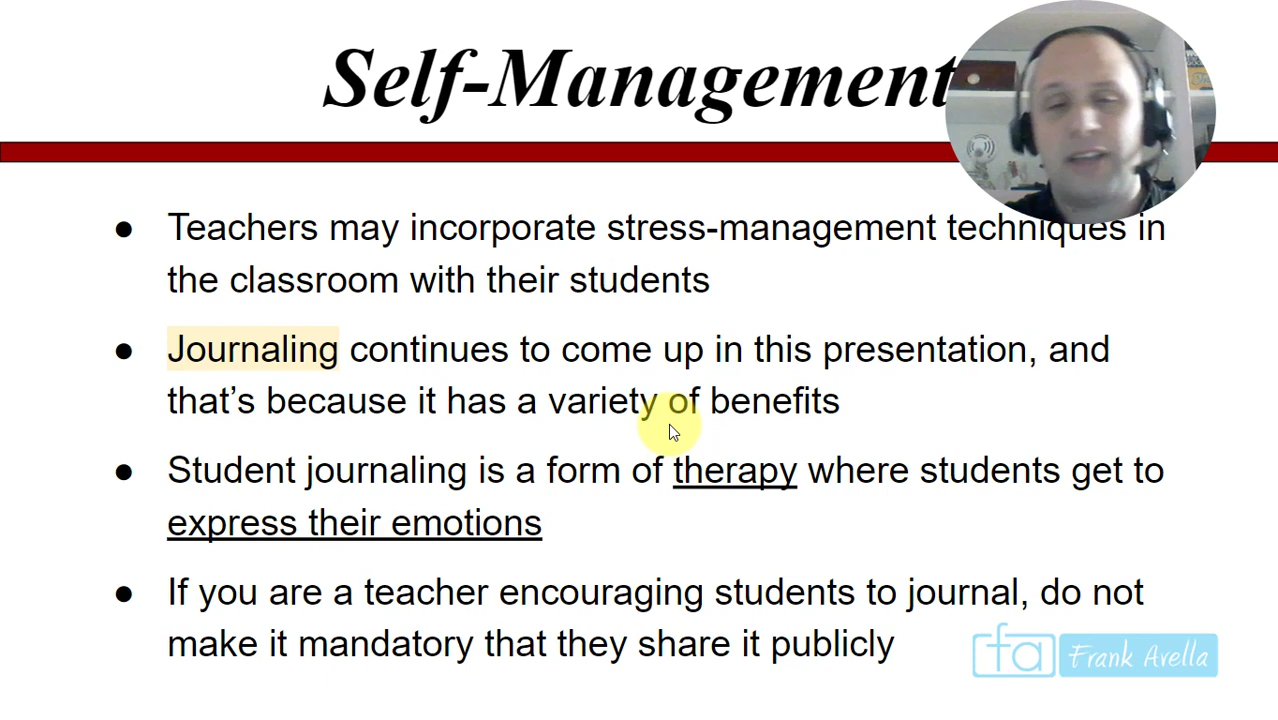 Self-Management
● Teachers may incorporate stress-management techniques in
the classroom with their students
● Journaling continues to come up in this presentation, and
that’s because it has a variety of benefits
● Student journaling is a form of therapy where students get to
express their emotions
● If you are a teacher encouraging students to journal, do not
make it mandatory that they share it publicly
fa Frank Avella